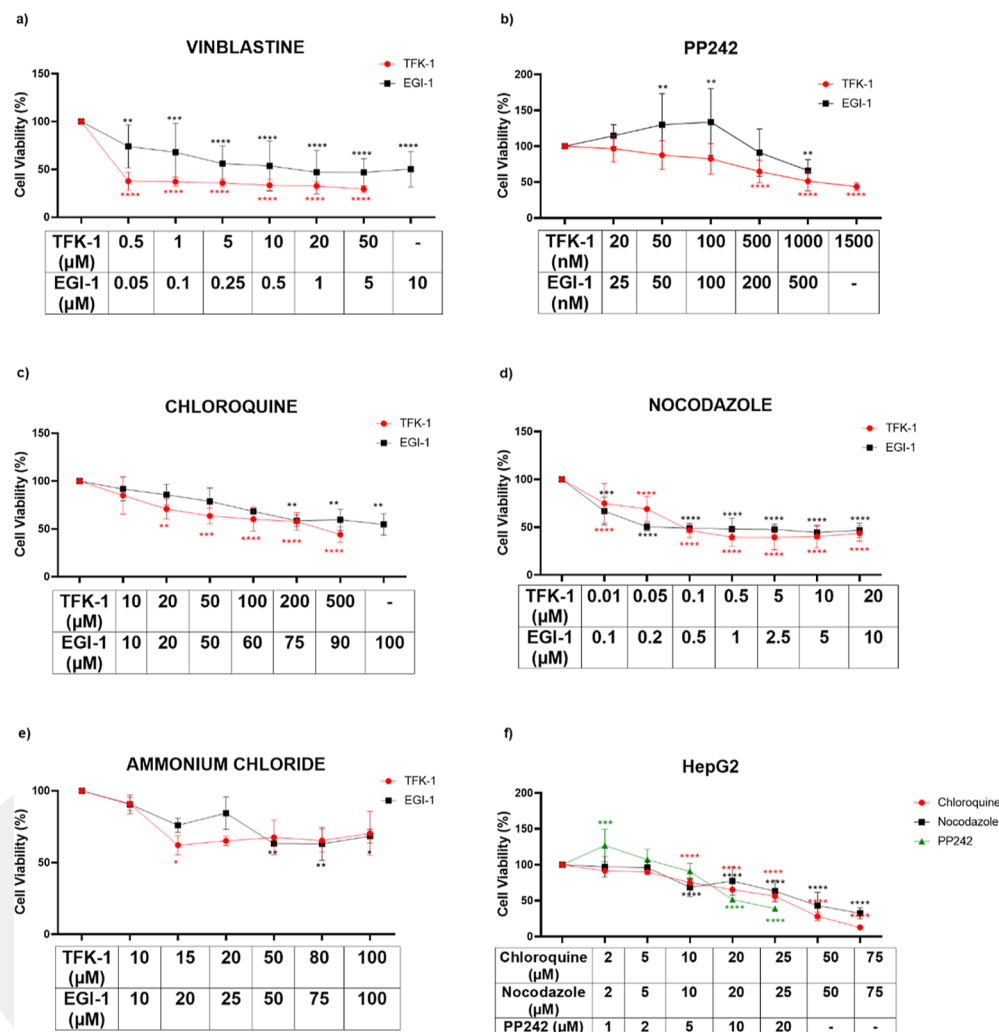 a)
VINBLASTINE
TFK-1
EGI-1
Cell Viability (%)
150
100
50
0
** *** **** **** **** **** ****
**** **** **** **** **** ****
TFK-1 (µM) 0.5 1 5 10 20 50 -
EGI-1 (µM) 0.05 0.1 0.25 0.5 1 5 10
b)
PP242
TFK-1
EGI-1
Cell Viability (%)
200
150
100
50
0
** ** **
**** **** ****
TFK-1 (nM) 20 50 100 500 1000 1500
EGI-1 (nM) 25 50 100 200 500 -
c)
CHLOROQUINE
TFK-1
EGI-1
Cell Viability (%)
150
100
50
0
** ** **
** *** **** **** ****
TFK-1 (µM) 10 20 50 100 200 500 -
EGI-1 (µM) 10 20 50 60 75 90 100
d)
NOCODAZOLE
TFK-1
EGI-1
Cell Viability (%)
150
100
50
0
*** **** **** **** **** **** ****
**** **** **** **** **** **** ****
TFK-1 (µM) 0.01 0.05 0.1 0.5 5 10 20
EGI-1 (µM) 0.1 0.2 0.5 1 2.5 5 10
e)
AMMONIUM CHLORIDE
TFK-1
EGI-1
Cell Viability (%)
100
50
0
* ** ** *
TFK-1 (µM) 10 15 20 50 80 100
EGI-1 (µM) 10 20 25 50 75 100
f)
HepG2
Chloroquine
Nocodazole
PP242
Cell Viability (%)
200
150
100
50
0
*** **** **** **** **** ****
**** **** **** **** **** ****
**** ****
Chloroquine (µM) 2 5 10 20 25 50 75
Nocodazole (µM) 2 5 10 20 25 50 75
PP242 (µM) 1 2 5 10 20 - -